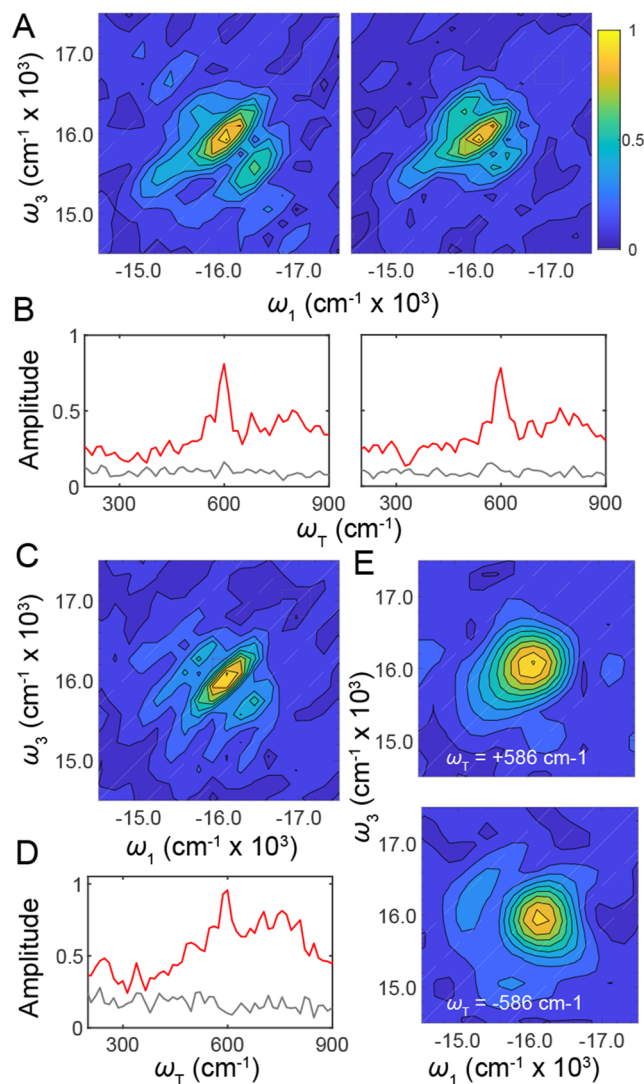 A
17.0
16.0
15.0
ω3 (cm-1 x 103)
-15.0 -16.0 -17.0
-15.0 -16.0 -17.0
ω1 (cm-1 x 103)
1
0.5
0
B
1
0.5
0
Amplitude
300 600 900
300 600 900
ωT (cm-1)
C
17.0
16.0
15.0
ω3 (cm-1 x 103)
-15.0 -16.0 -17.0
ω1 (cm-1 x 103)
D
1
0.5
0
Amplitude
300 600 900
ωT (cm-1)
E
17.0
16.0
15.0
ωT = +586 cm-1
ω3 (cm-1 x 103)
17.0
16.0
15.0
ωT = -586 cm-1
-15.0 -16.0 -17.0
ω1 (cm-1 x 103)